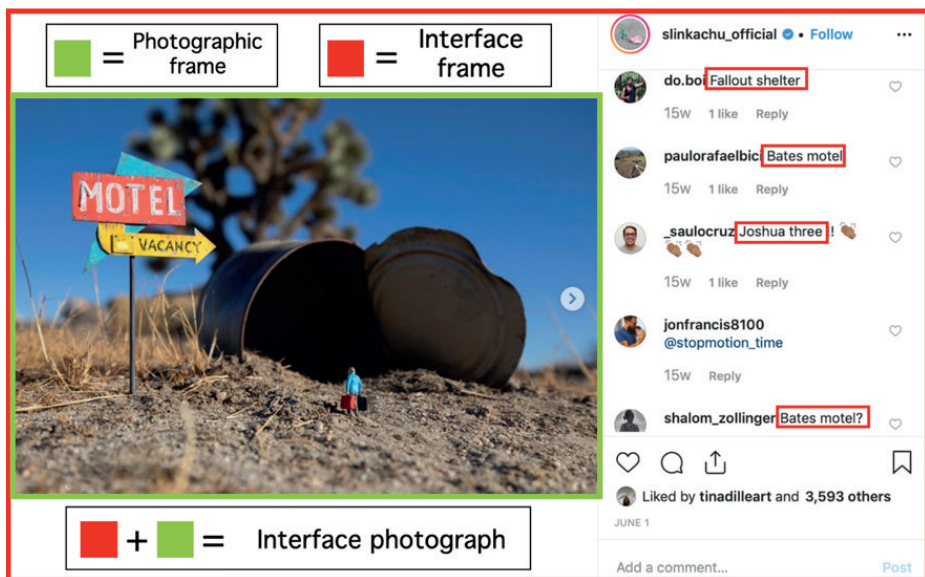 = Photographic
frame
= Interface
frame
MOTEL
VACANCY
+ = Interface photograph
slinkachu_official • Follow
do.boi Fallout shelter
15w 1 like Reply
paulorafaelbici Bates motel
15w 1 like Reply
_saulocruz Joshua three !
15w 1 like Reply
jonfrancis8100
@stopmotion_time
15w Reply
shalom_zollinger Bates motel?
Liked by tinadilleart and 3,593 others
JUNE 1
Add a comment... Post